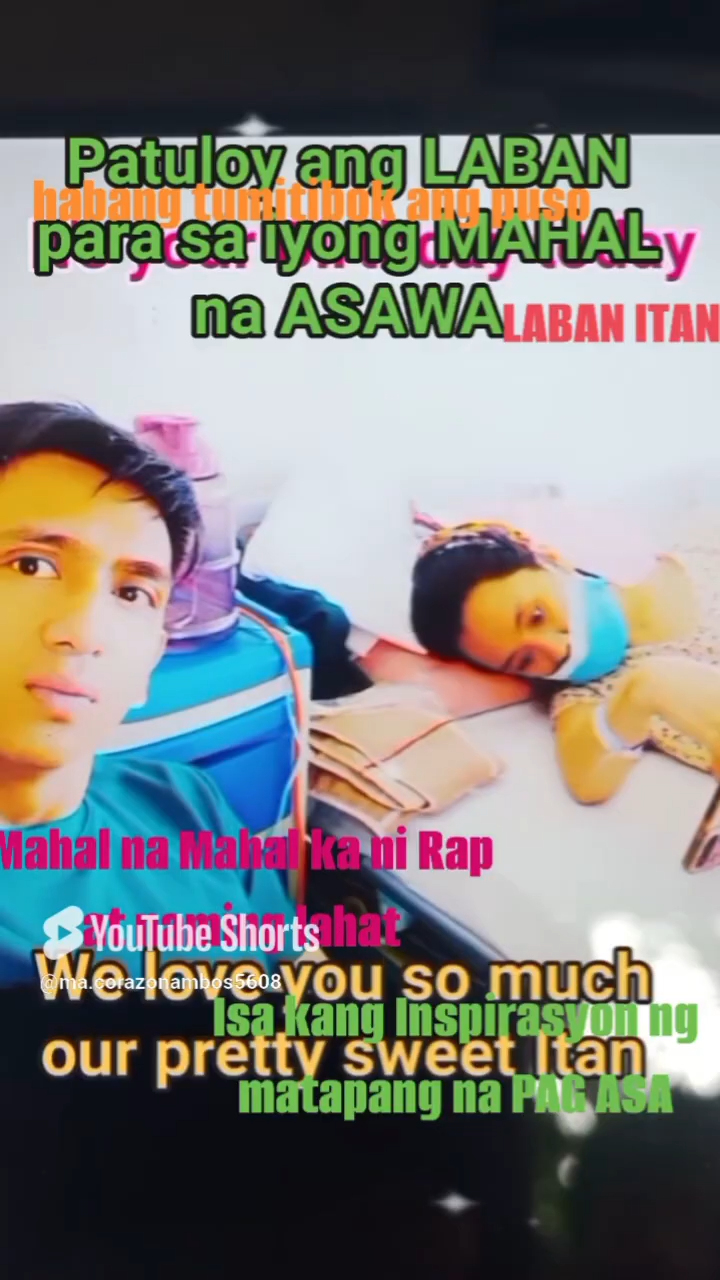 Patuloy ang LABAN
habang tumitibok ang puso
para sa iyong MAHAL
today
na ASAWA
LABAN ITAN
Mahal na Mahal ka ni Rap
at naming lahat
YouTube Shorts
@ma.corazonambos5608
We love you so much
Isa kang Inspirasyon ng
our pretty sweet Itan
matapang na PAG ASA